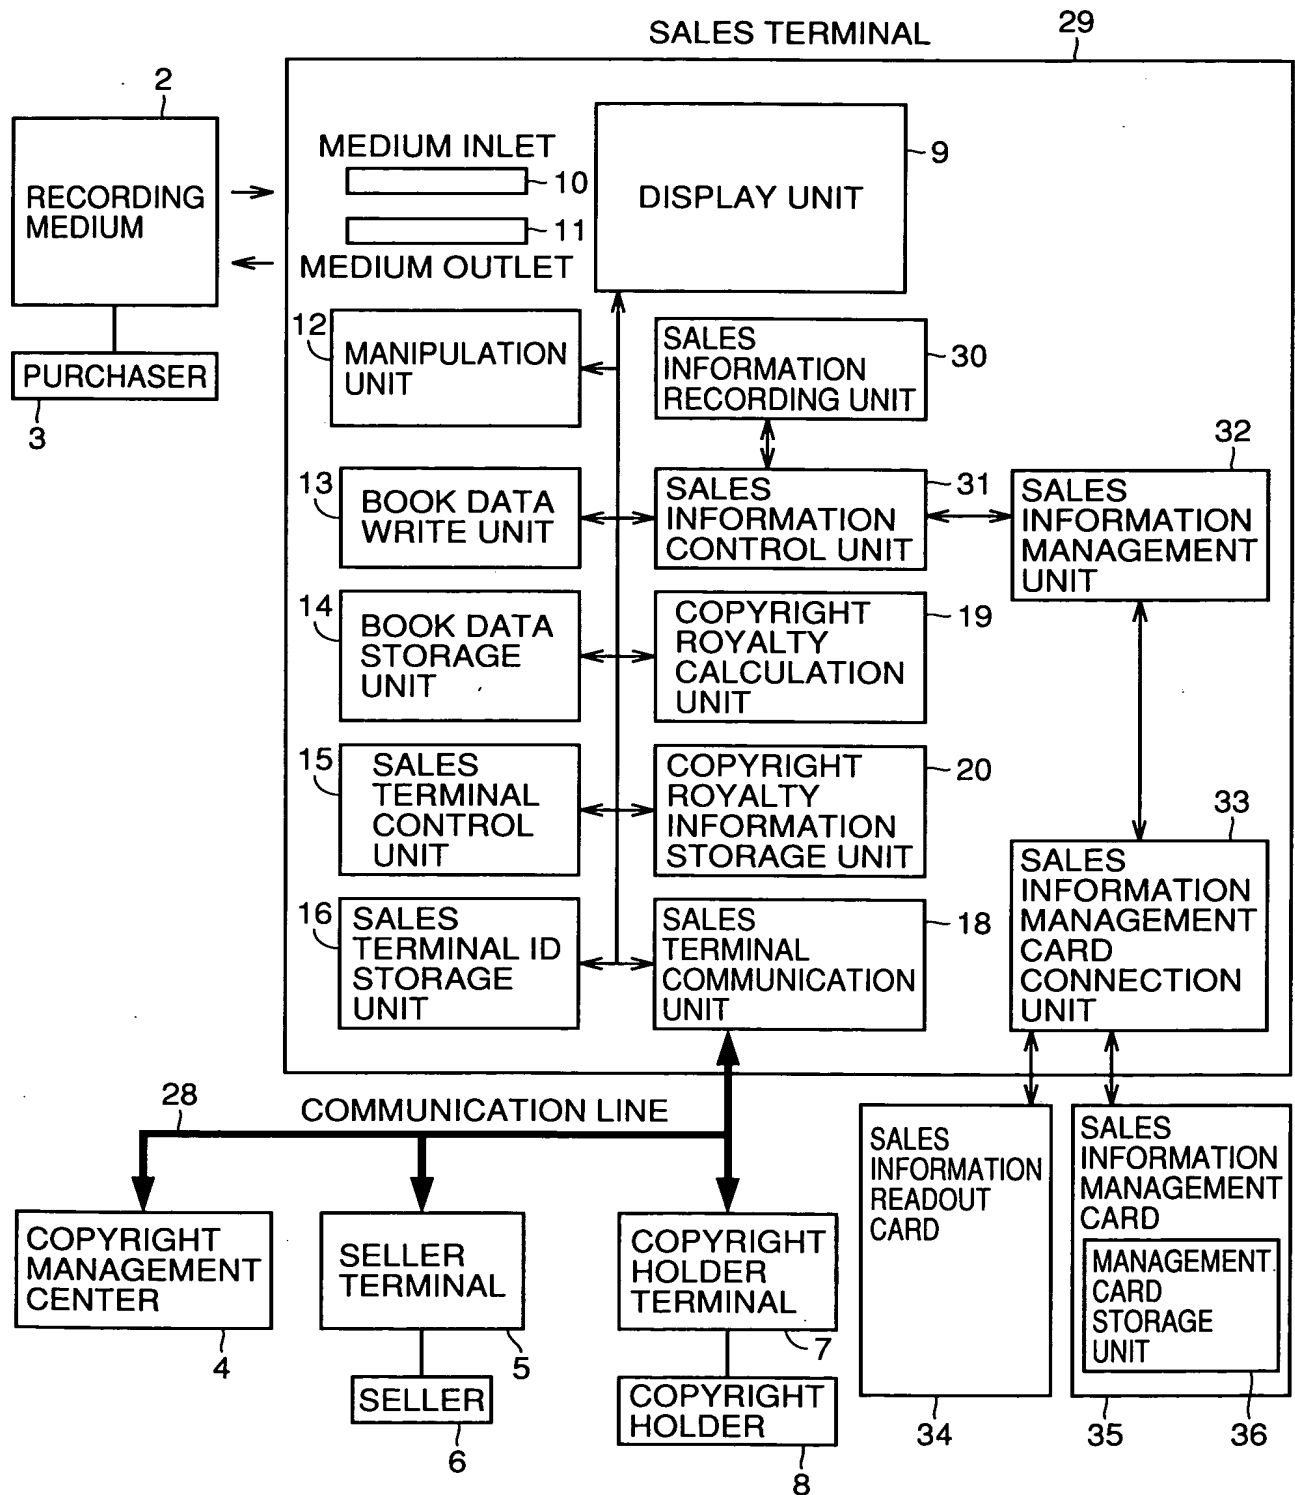 SALES TERMINAL
29
2
RECORDING
MEDIUM
PURCHASER
3
MEDIUM INLET
10
11
MEDIUM OUTLET
DISPLAY UNIT
9
12
MANIPULATION
UNIT
SALES
INFORMATION
RECORDING UNIT
30
13
BOOK DATA
WRITE UNIT
SALES
INFORMATION
CONTROL UNIT
31
32
SALES
INFORMATION
MANAGEMENT
UNIT
14
BOOK DATA
STORAGE
UNIT
COPYRIGHT
ROYALTY
CALCULATION
UNIT
19
15
SALES
TERMINAL
CONTROL
UNIT
COPYRIGHT
ROYALTY
INFORMATION
STORAGE UNIT
20
33
SALES
INFORMATION
MANAGEMENT
CARD
CONNECTION
UNIT
16
SALES
TERMINAL ID
STORAGE
UNIT
SALES
TERMINAL
COMMUNICATION
UNIT
18
28
COMMUNICATION LINE
COPYRIGHT
MANAGEMENT
CENTER
4
SELLER
TERMINAL
5
SELLER
6
COPYRIGHT
HOLDER
TERMINAL
7
COPYRIGHT
HOLDER
8
SALES
INFORMATION
READOUT
CARD
34
SALES
INFORMATION
MANAGEMENT
CARD
MANAGEMENT
CARD
STORAGE
UNIT
35
36